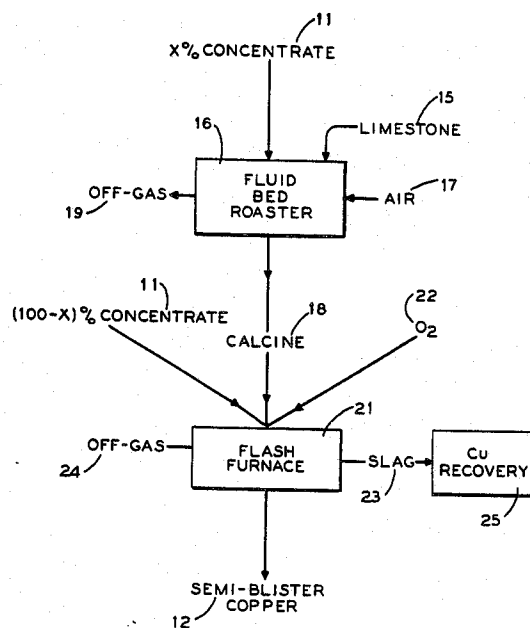 11
X% CONCENTRATE
15
LIMESTONE
16
FLUID
BED
ROASTER
OFF-GAS
19
AIR
17
11
(100-X)% CONCENTRATE
CALCINE
18
22
O2
21
OFF-GAS
24
FLASH
FURNACE
SLAG
23
Cu
RECOVERY
25
SEMI-BLISTER
COPPER
12